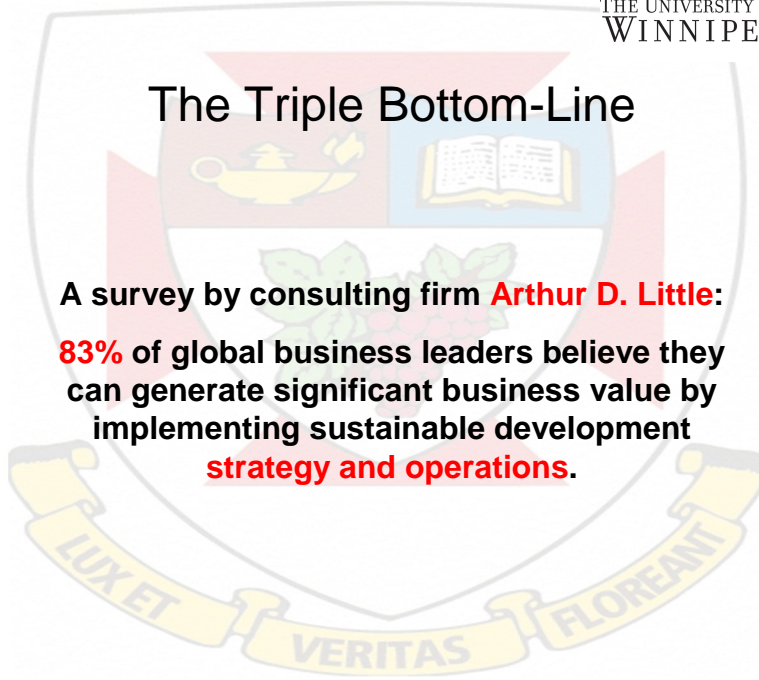 THE UNIVERSITY
WINNIPE
The Triple Bottom-Line
A survey by consulting firm Arthur D. Little:
83% of global business leaders believe they
can generate significant business value by
implementing sustainable development
strategy and operations.
LUX ET
VERITAS
FLOREANT